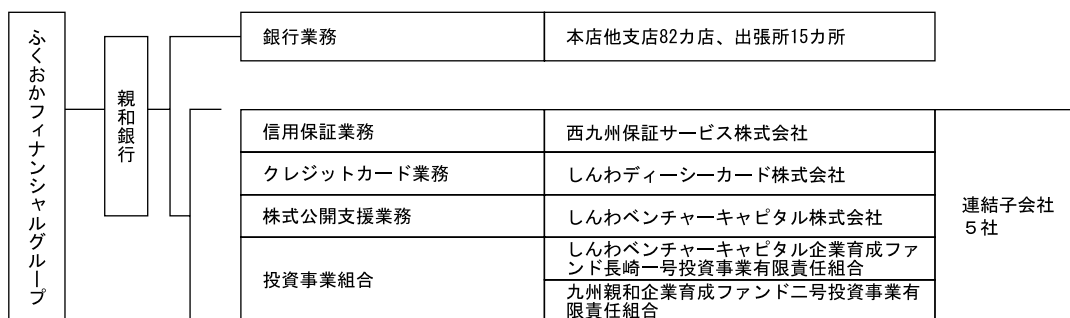 ふくおかフィナンシャルグループ
親和銀行
銀行業務
本店他支店82カ店、出張所15カ所
信用保証業務
西九州保証サービス株式会社
クレジットカード業務
しんわディーシーカード株式会社
株式公開支援業務
しんわベンチャーキャピタル株式会社
投資事業組合
しんわベンチャーキャピタル企業育成ファ
ンド長崎一号投資事業有限責任組合
九州親和企業育成ファンド二号投資事業有
限責任組合
連結子会社
5社